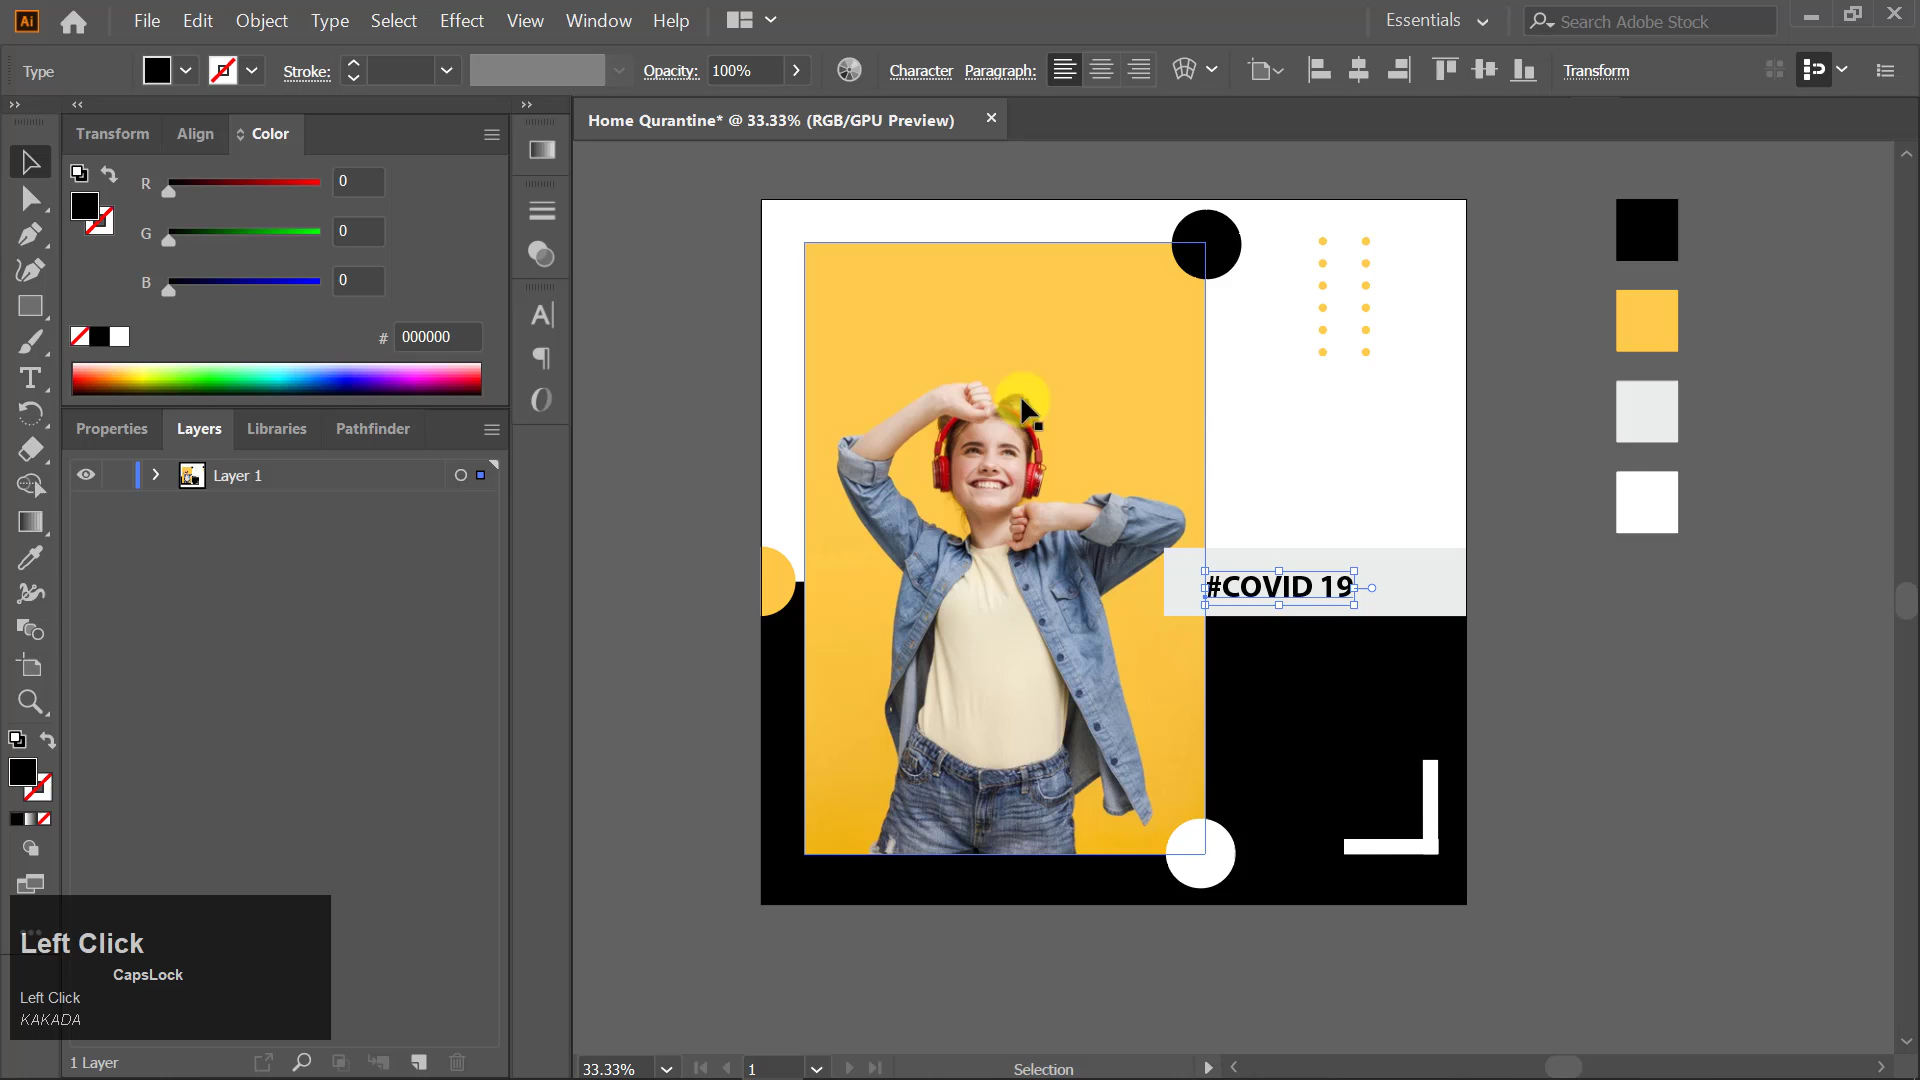 Ai File Edit Object Type Select Effect View Window Help Essentials Search Adobe Stock
Type Stroke: Opacity: 100% Character Paragraph: Transform
Home Qurantine* @ 33.33% (RGB/GPU Preview)
Transform Align Color
R 0
G 0
B 0
# 000000
Properties Layers Libraries Pathfinder
Layer 1
#COVID 19
Left Click
CapsLock
Left Click
KAKADA
1 Layer
33.33% 1 Selection